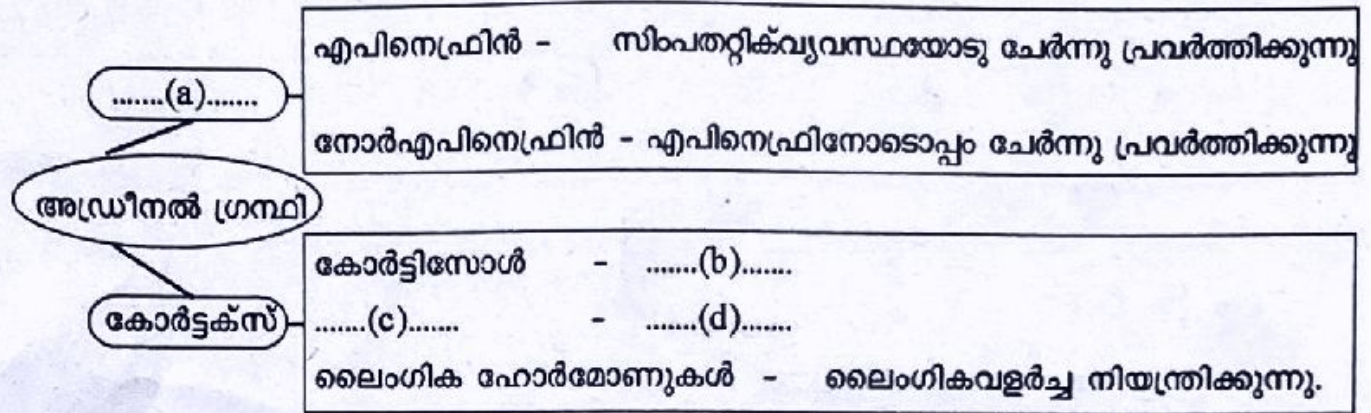 എപിനെഫ്രിൻ - സിംപതറ്റിക്‌വ്യവസ്ഥയോടു ചേർന്നു പ്രവർത്തിക്കുന്നു
.......(a).......
നോർഎപിനെഫ്രിൻ - എപിനെഫ്രിനോടൊപ്പം ചേർന്നു പ്രവർത്തിക്കുന്നു
അഡ്രീനൽ ഗ്രന്ഥി
കോർട്ടിസോൾ - .......(b).......
കോർട്ടക്സ്
.......(c)....... - .......(d).......
ലൈംഗിക ഹോർമോണുകൾ - ലൈംഗികവളർച്ച നിയന്ത്രിക്കുന്നു.